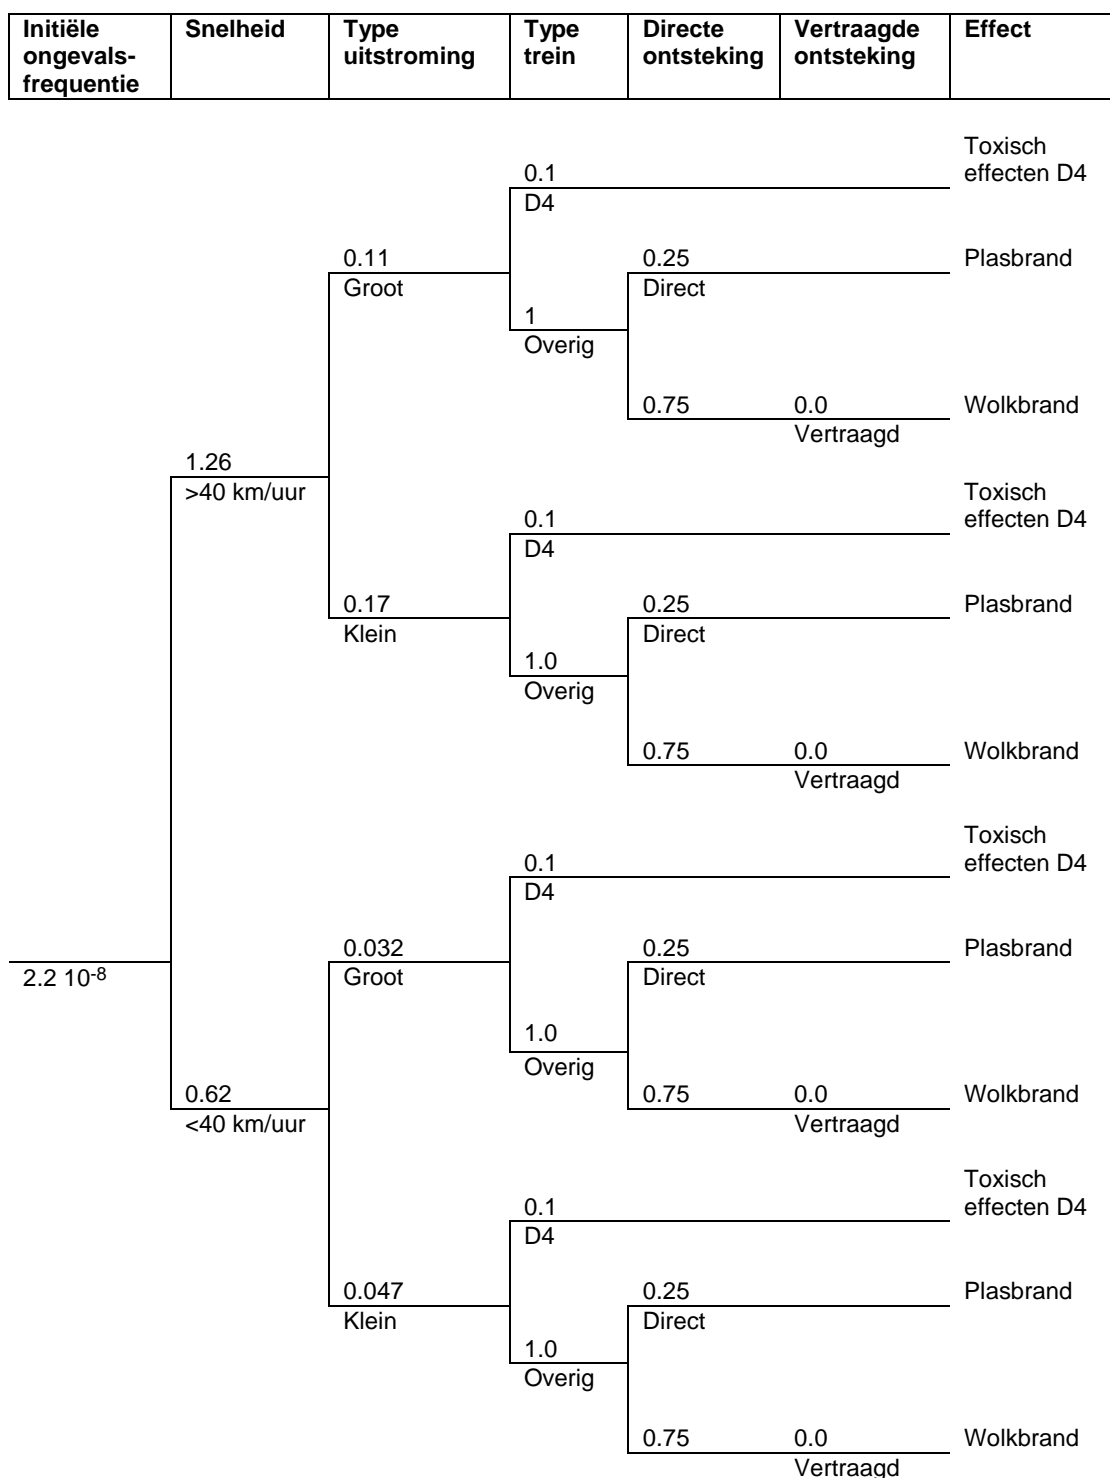 Initiële ongevals-frequentie
Snelheid
Type uitstroming
Type trein
Directe ontsteking
Vertraagde ontsteking
Effect
Toxisch
0.1 effecten D4
D4
0.11 0.25 Plasbrand
Groot Direct
1
Overig
0.75 0.0 Wolkbrand
Vertraagd
1.26
>40 km/uur Toxisch
0.1 effecten D4
D4
0.17 0.25 Plasbrand
Klein Direct
1.0
Overig
0.75 0.0 Wolkbrand
Vertraagd
Toxisch
0.1 effecten D4
D4
0.032 0.25 Plasbrand
2.2 10-8 Groot Direct
1.0
Overig
0.62 0.75 0.0 Wolkbrand
<40 km/uur Vertraagd
Toxisch
0.1 effecten D4
D4
0.047 0.25 Plasbrand
Klein Direct
1.0
Overig
0.75 0.0 Wolkbrand
Vertraagd